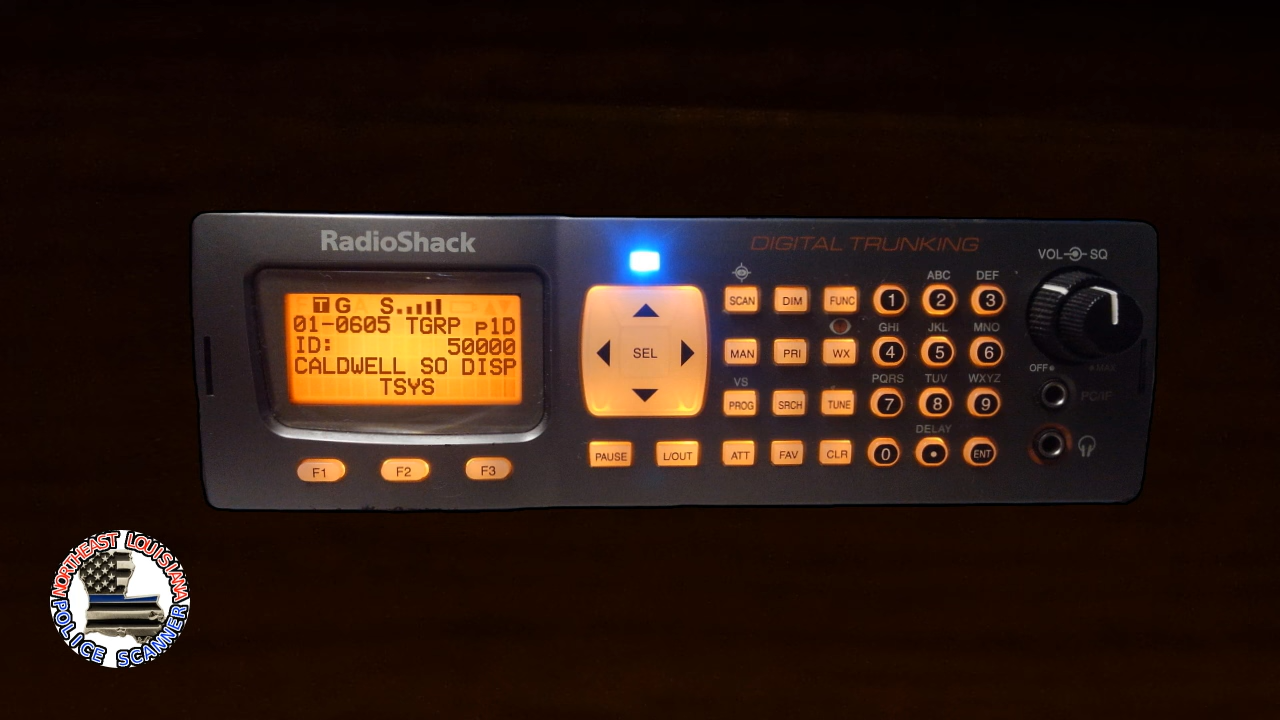 RadioShack
DIGITAL TRUNKING
VOL SQ
T G S
01-0605 TGRP p1D
ID: 50000
CALDWELL SO DISP
TSYS
F1 F2 F3
SEL
PAUSE L/OUT
ABC DEF
SCAN DIM FUNC 1 2 3
GHI JKL MNO
MAN PRI WX 4 5 6
VS PQRS TUV WXYZ
PROG SRCH TUNE 7 8 9
DELAY
ATT FAV CLR 0 • ENT
OFF MAX
PC/IF
NORTHEAST LOUISIANA
POLICE SCANNER